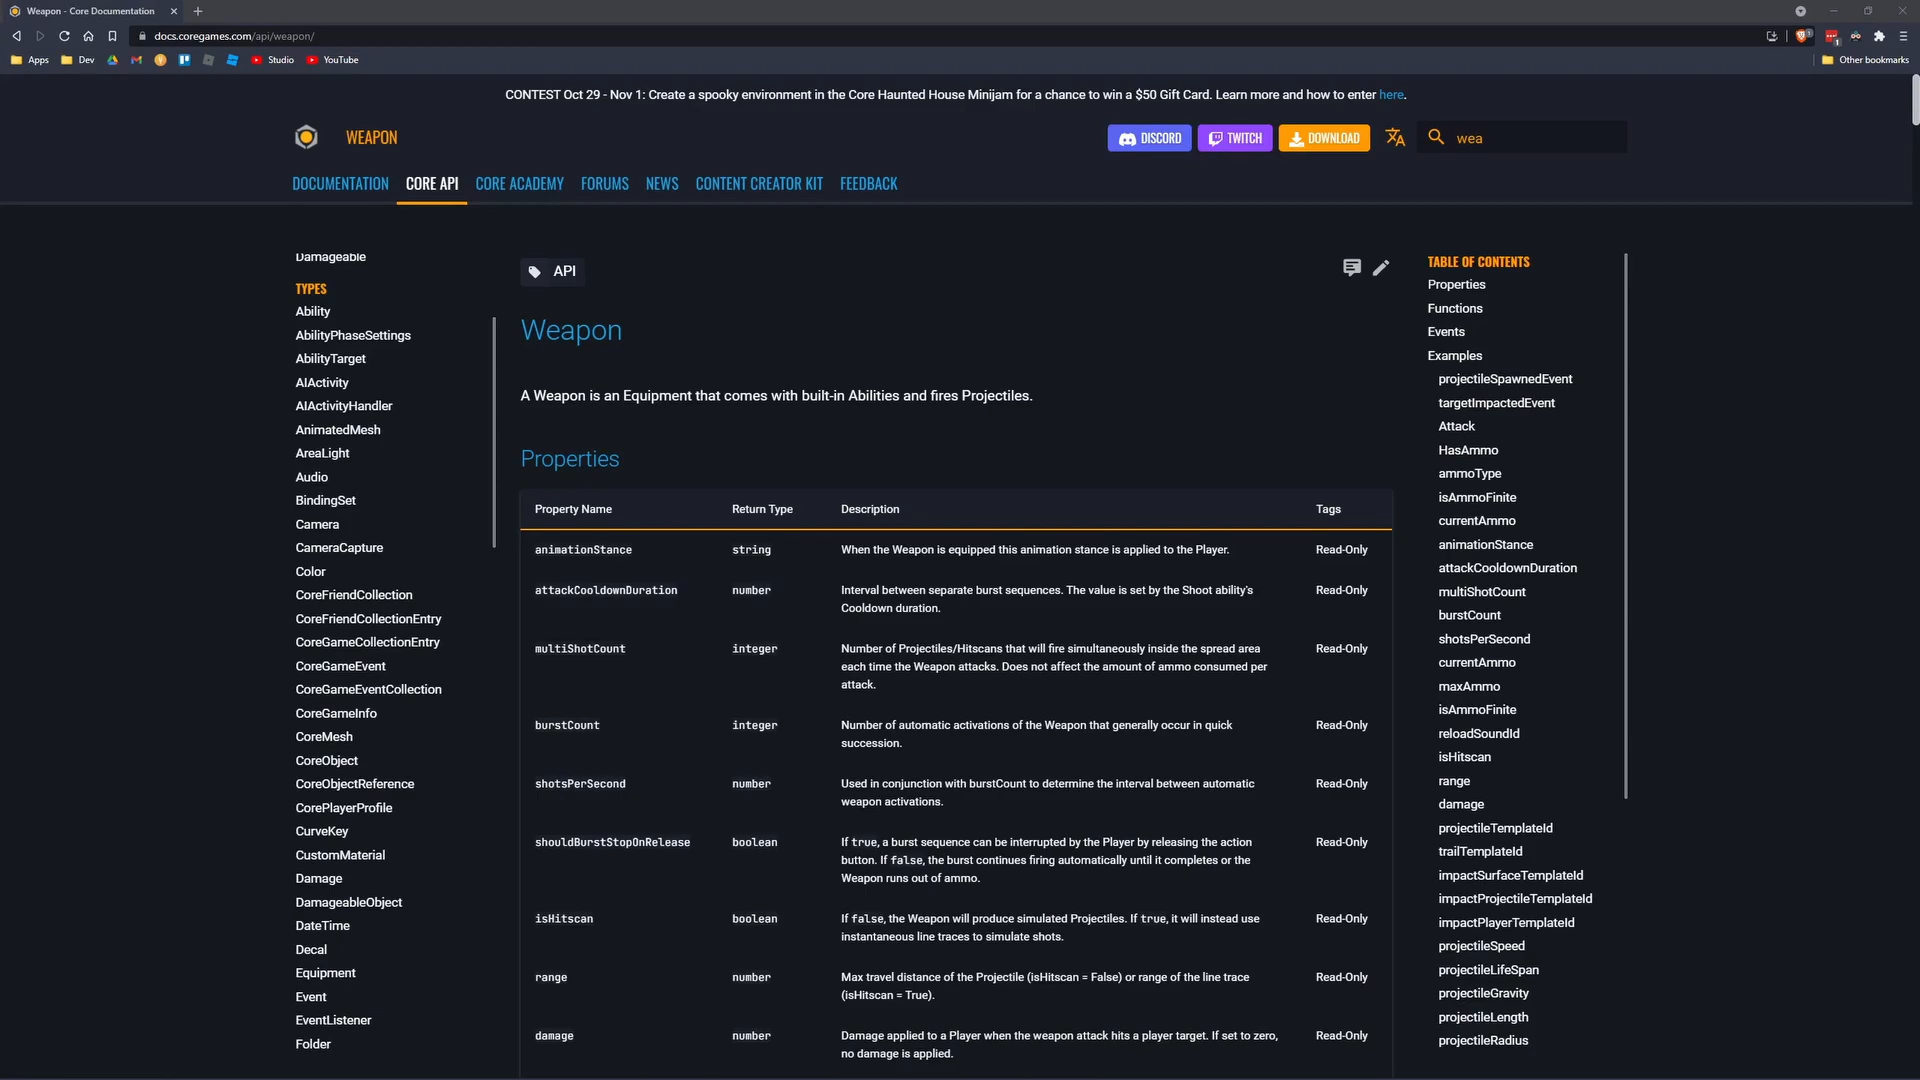 Weapon - Core Documentation
docs.coregames.com/api/weapon/
Apps
Dev
Studio
YouTube
Other bookmarks
CONTEST Oct 29 - Nov 1: Create a spooky environment in the Core Haunted House Minijam for a chance to win a $50 Gift Card. Learn more and how to enter here.
WEAPON
DISCORD
TWITCH
DOWNLOAD
wea
DOCUMENTATION
CORE API
CORE ACADEMY
FORUMS
NEWS
CONTENT CREATOR KIT
FEEDBACK
Damageable
TYPES
Ability
AbilityPhaseSettings
AbilityTarget
AIActivity
AIActivityHandler
AnimatedMesh
AreaLight
Audio
BindingSet
Camera
CameraCapture
Color
CoreFriendCollection
CoreFriendCollectionEntry
CoreGameCollectionEntry
CoreGameEvent
CoreGameEventCollection
CoreGameInfo
CoreMesh
CoreObject
CoreObjectReference
CorePlayerProfile
CurveKey
CustomMaterial
Damage
DamageableObject
DateTime
Decal
Equipment
Event
EventListener
Folder
API
Weapon
A Weapon is an Equipment that comes with built-in Abilities and fires Projectiles.
Properties
Property Name Return Type Description Tags
animationStance string When the Weapon is equipped this animation stance is applied to the Player. Read-Only
attackCooldownDuration number Interval between separate burst sequences. The value is set by the Shoot ability's Read-Only
Cooldown duration.
multiShotCount integer Number of Projectiles/Hitscans that will fire simultaneously inside the spread area Read-Only
each time the Weapon attacks. Does not affect the amount of ammo consumed per
attack.
burstCount integer Number of automatic activations of the Weapon that generally occur in quick Read-Only
succession.
shotsPerSecond number Used in conjunction with burstCount to determine the interval between automatic Read-Only
weapon activations.
shouldBurstStopOnRelease boolean If true, a burst sequence can be interrupted by the Player by releasing the action Read-Only
button. If false, the burst continues firing automatically until it completes or the
Weapon runs out of ammo.
isHitscan boolean If false, the Weapon will produce simulated Projectiles. If true, it will instead use Read-Only
instantaneous line traces to simulate shots.
range number Max travel distance of the Projectile (isHitscan = False) or range of the line trace Read-Only
(isHitscan = True).
damage number Damage applied to a Player when the weapon attack hits a player target. If set to zero, Read-Only
no damage is applied.
TABLE OF CONTENTS
Properties
Functions
Events
Examples
projectileSpawnedEvent
targetImpactedEvent
Attack
HasAmmo
ammoType
isAmmoFinite
currentAmmo
animationStance
attackCooldownDuration
multiShotCount
burstCount
shotsPerSecond
currentAmmo
maxAmmo
isAmmoFinite
reloadSoundId
isHitscan
range
damage
projectileTemplateId
trailTemplateId
impactSurfaceTemplateId
impactProjectileTemplateId
impactPlayerTemplateId
projectileSpeed
projectileLifeSpan
projectileGravity
projectileLength
projectileRadius